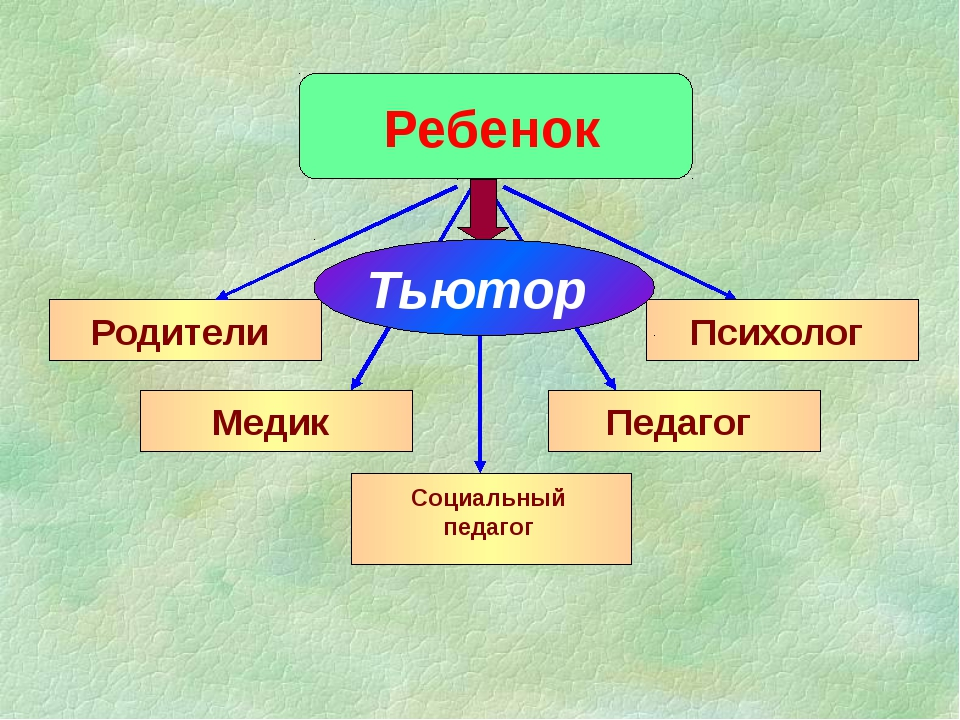 Ребенок
Тьютор
Родители
Психолог
Медик
Педагог
Социальный
педагог